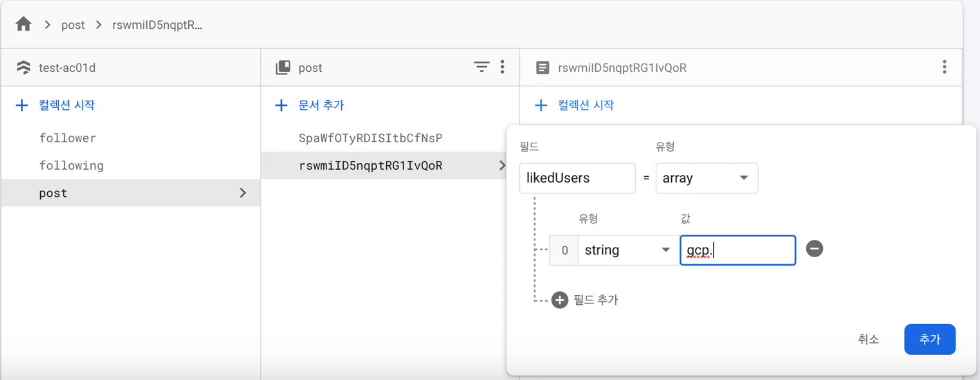 post rswmiID5nqptR…
test-ac01d
post
rswmiID5nqptRG1IvQoR
컬렉션 시작
문서 추가
컬렉션 시작
follower
following
post
SpaWfOTyRDISItbCfNsP
rswmiID5nqptRG1IvQoR
필드 유형
likedUsers = array
유형 값
0 string gcp.
필드 추가
취소 추가